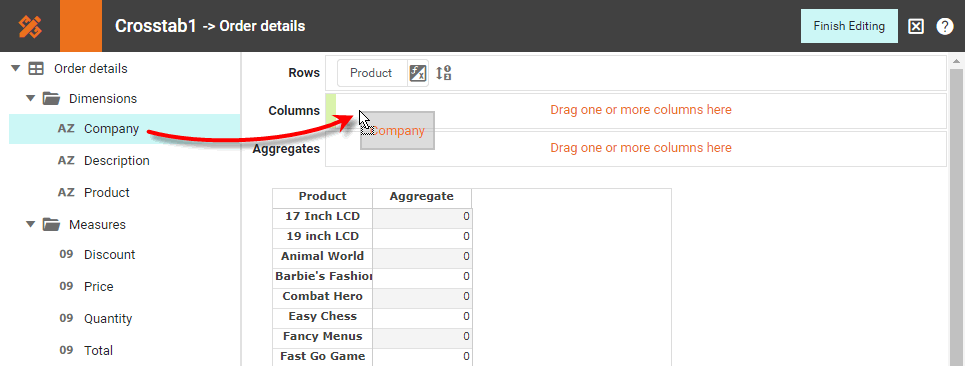 Crosstab1 -> Order details
Finish Editing
?
Order details
Dimensions
AZ Company
AZ Description
AZ Product
Measures
09 Discount
09 Price
09 Quantity
09 Total
Rows Product
Columns Company Drag one or more columns here
Aggregates Drag one or more columns here
Product Aggregate
17 Inch LCD 0
19 inch LCD 0
Animal World 0
Barbie's Fashion 0
Combat Hero 0
Easy Chess 0
Fancy Menus 0
Fast Go Game 0